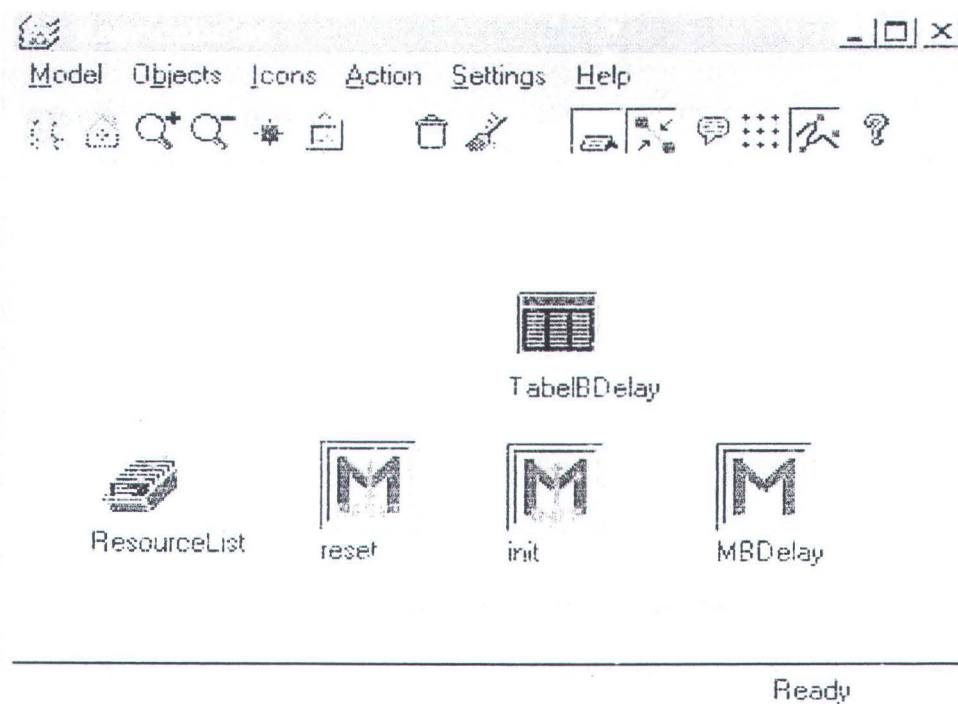 Model Objects Icons Action Settings Help
TabelBDelay
ResourceList reset init MBDelay
Ready